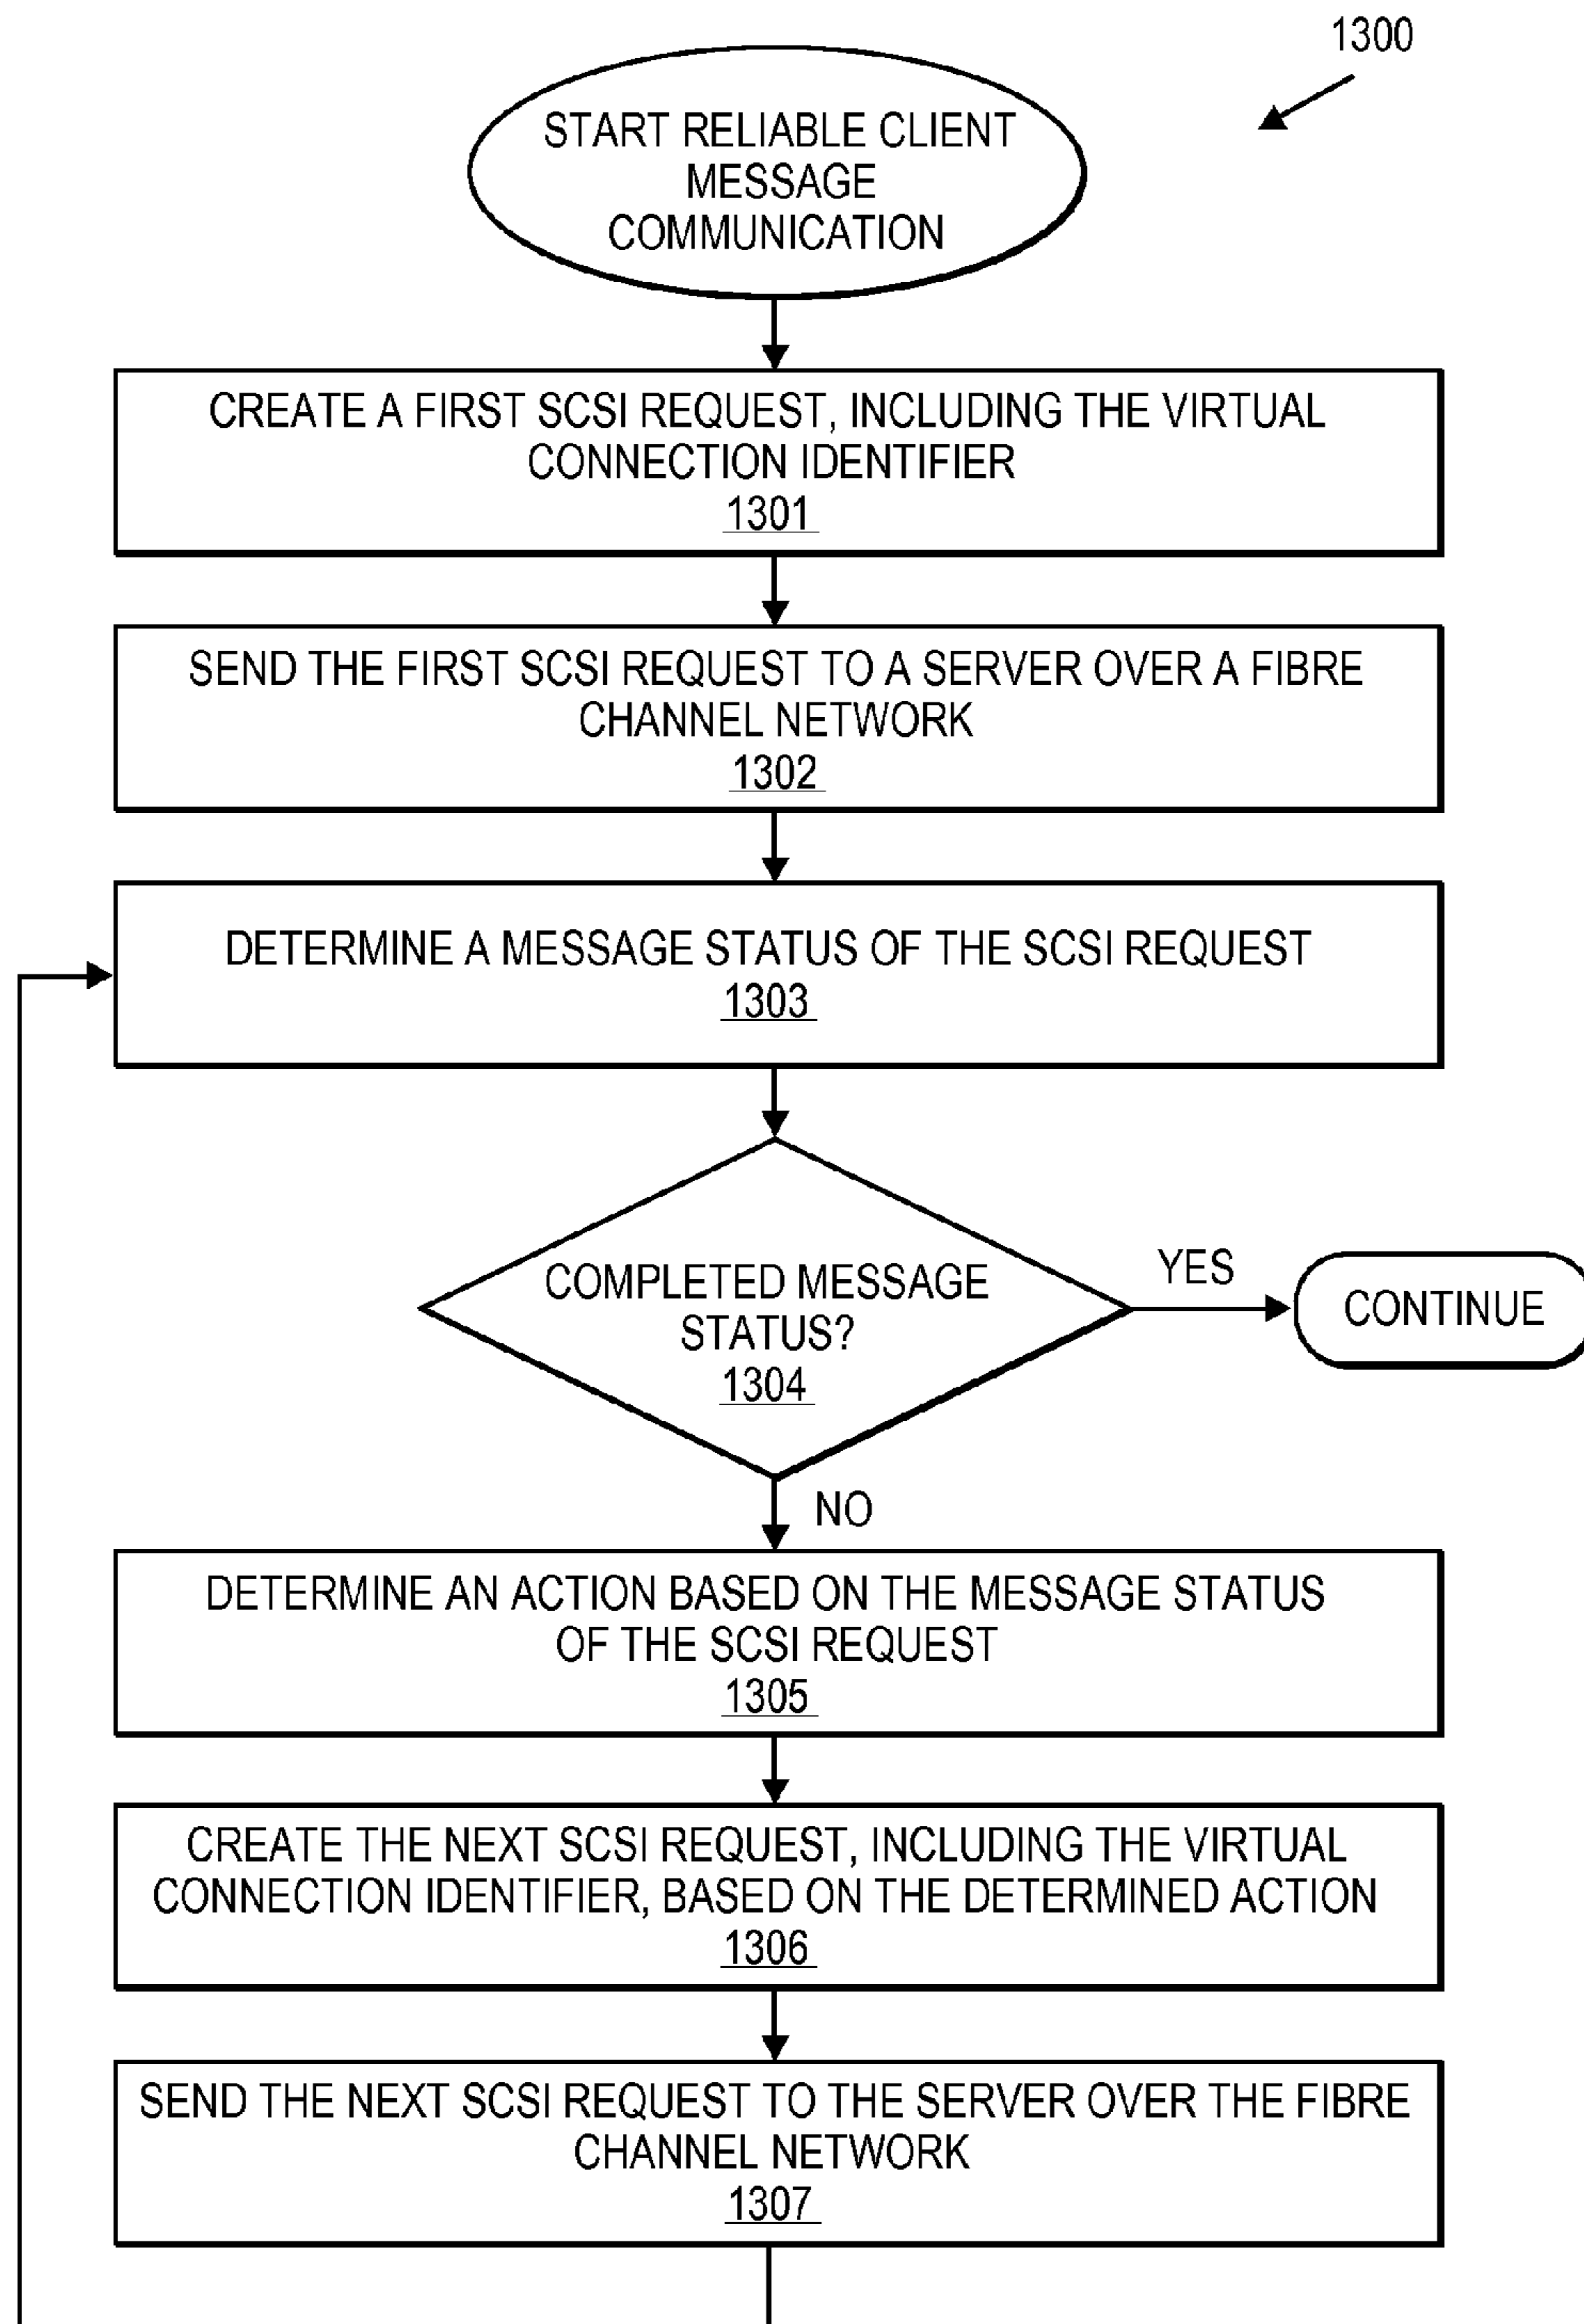 1300
START RELIABLE CLIENT
MESSAGE
COMMUNICATION
CREATE A FIRST SCSI REQUEST, INCLUDING THE VIRTUAL
CONNECTION IDENTIFIER
1301
SEND THE FIRST SCSI REQUEST TO A SERVER OVER A FIBRE
CHANNEL NETWORK
1302
DETERMINE A MESSAGE STATUS OF THE SCSI REQUEST
1303
COMPLETED MESSAGE
STATUS?
1304
YES
CONTINUE
NO
DETERMINE AN ACTION BASED ON THE MESSAGE STATUS
OF THE SCSI REQUEST
1305
CREATE THE NEXT SCSI REQUEST, INCLUDING THE VIRTUAL
CONNECTION IDENTIFIER, BASED ON THE DETERMINED ACTION
1306
SEND THE NEXT SCSI REQUEST TO THE SERVER OVER THE FIBRE
CHANNEL NETWORK
1307